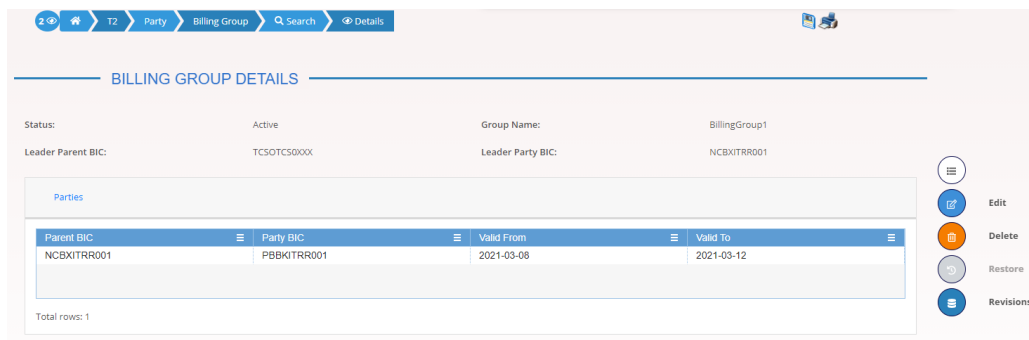 2 T2 Party Billing Group Search Details
BILLING GROUP DETAILS
Status: Active Group Name: BillingGroup1
Leader Parent BIC: TCSOTCS0XXX Leader Party BIC: NCBXITRR001
Parties
Parent BIC Party BIC Valid From Valid To
NCBXITRR001 PBBKITRR001 2021-03-08 2021-03-12
Total rows: 1
Edit
Delete
Restore
Revisions